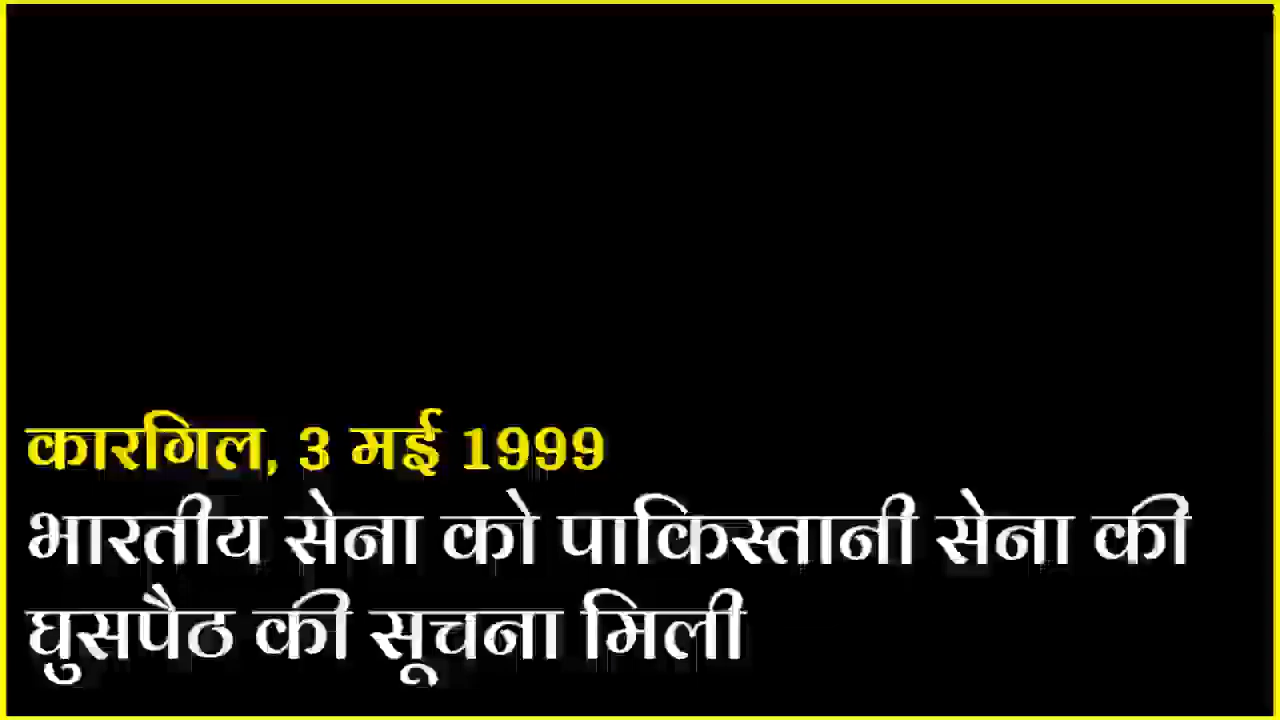 कारगिल, 3 मई 1999
भारतीय सेना को पाकिस्तानी सेना की
घुसपैठ की सूचना मिली